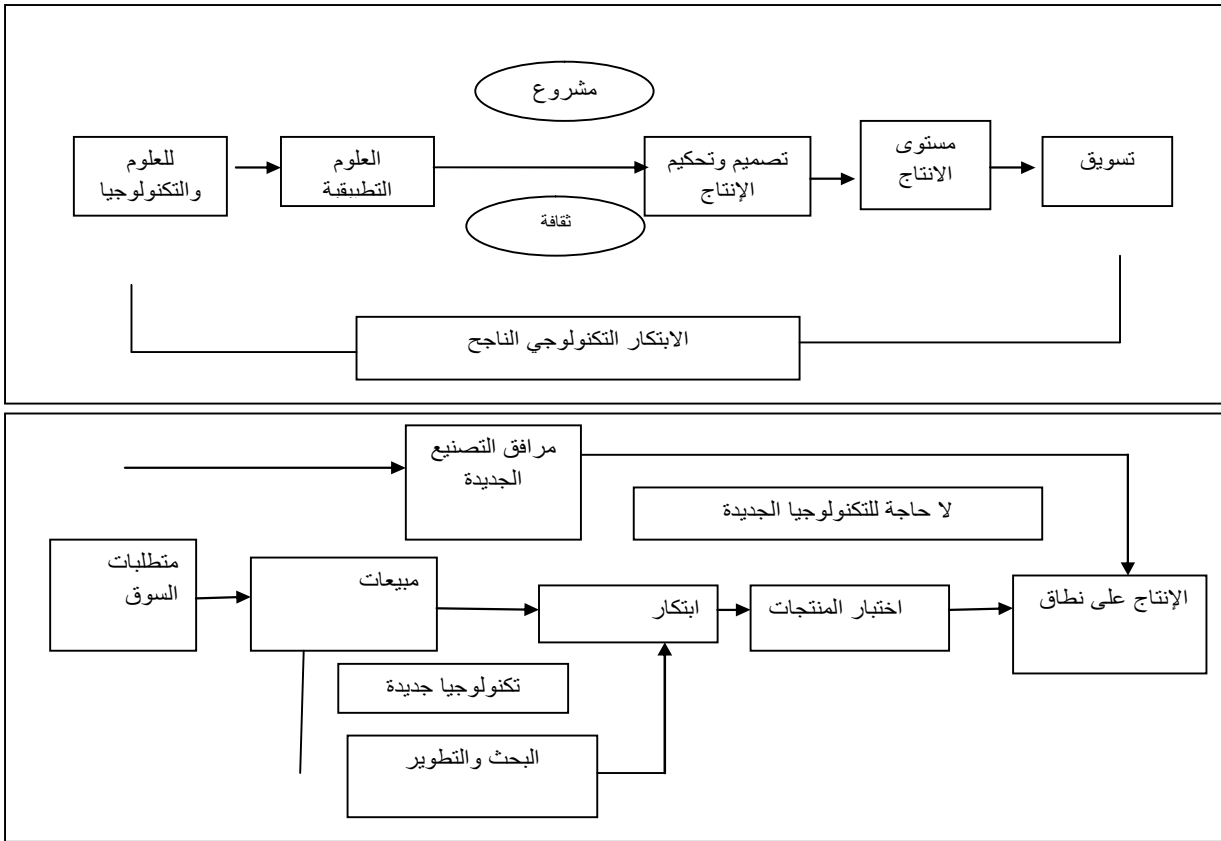 مشروع
للعلوم
والتكنولوجيا
العلوم
التطبيقية
تصميم وتحكيم
الإنتاج
مستوى
الانتاج
تسويق
ثقافة
الابتكار التكنولوجي الناجح
مرافق التصنيع
الجديدة
لا حاجة للتكنولوجيا الجديدة
متطلبات
السوق
مبيعات
ابتكار
اختبار المنتجات
الإنتاج على نطاق
تكنولوجيا جديدة
البحث والتطوير